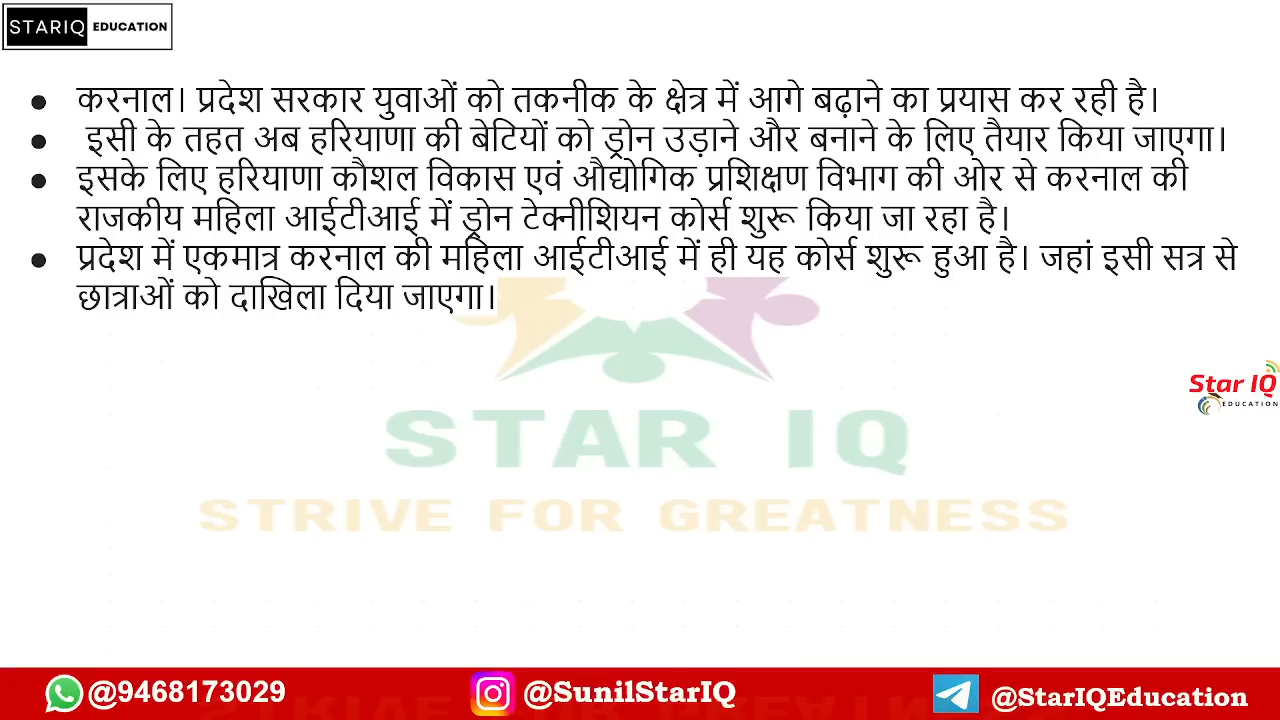 STARIQ EDUCATION
● करनाल। प्रदेश सरकार युवाओं को तकनीक के क्षेत्र में आगे बढ़ाने का प्रयास कर रही है।
● इसी के तहत अब हरियाणा की बेटियों को ड्रोन उड़ाने और बनाने के लिए तैयार किया जाएगा।
● इसके लिए हरियाणा कौशल विकास एवं औद्योगिक प्रशिक्षण विभाग की ओर से करनाल की
राजकीय महिला आईटीआई में ड्रोन टेक्नीशियन कोर्स शुरू किया जा रहा है।
● प्रदेश में एकमात्र करनाल की महिला आईटीआई में ही यह कोर्स शुरू हुआ है। जहां इसी सत्र से
छात्राओं को दाखिला दिया जाएगा।
Star IQ
EDUCATION
STAR IQ
STRIVE FOR GREATNESS
@9468173029 @SunilStarIQ @StarIQEducation